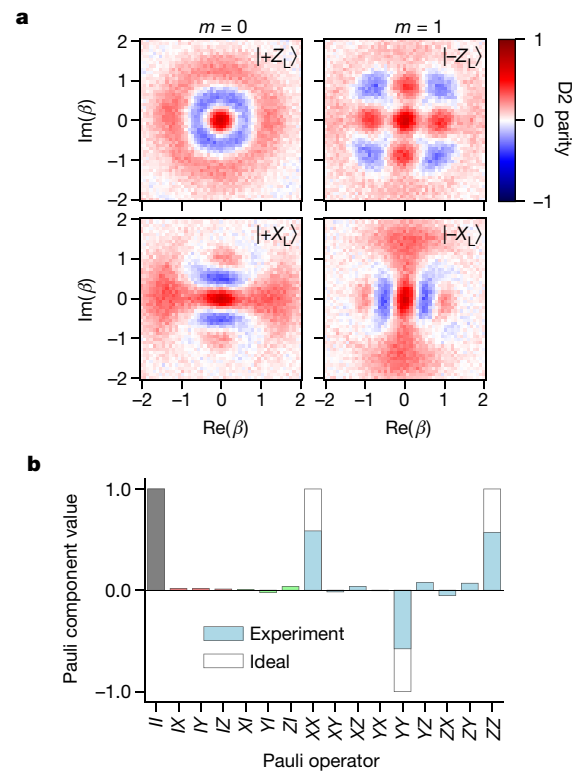 a
m = 0
m = 1
2
1
0
−1
−2
Im(β)
|+Z_L⟩
|−Z_L⟩
1
0
−1
D2 parity
2
1
0
−1
−2
Im(β)
|+X_L⟩
|−X_L⟩
−2 −1 0 1 2
−2 −1 0 1 2
Re(β)
Re(β)
b
1.0
0.0
−1.0
Pauli component value
Experiment
Ideal
II IX IY IZ XI YI ZI XX XY XZ YX YY YZ ZX ZY ZZ
Pauli operator